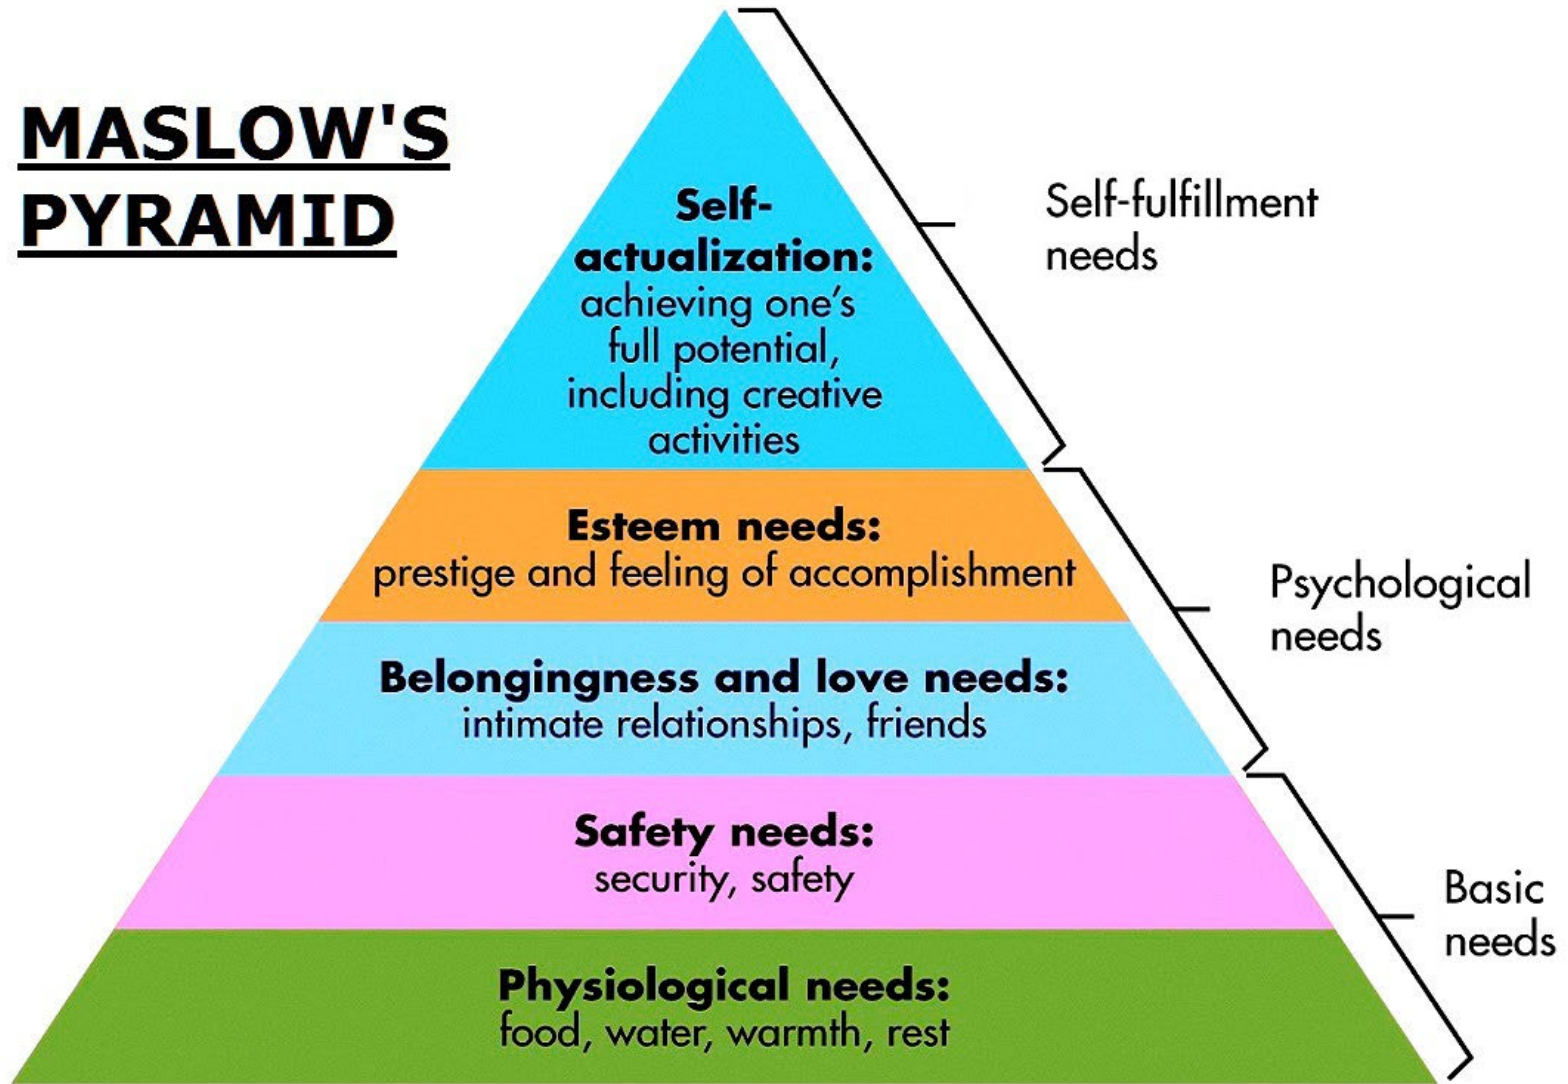 MASLOW'S
PYRAMID
Self-
actualization:
achieving one's
full potential,
including creative
activities
Self-fulfillment
needs
Esteem needs:
prestige and feeling of accomplishment
Psychological
needs
Belongingness and love needs:
intimate relationships, friends
Safety needs:
security, safety
Basic
needs
Physiological needs:
food, water, warmth, rest